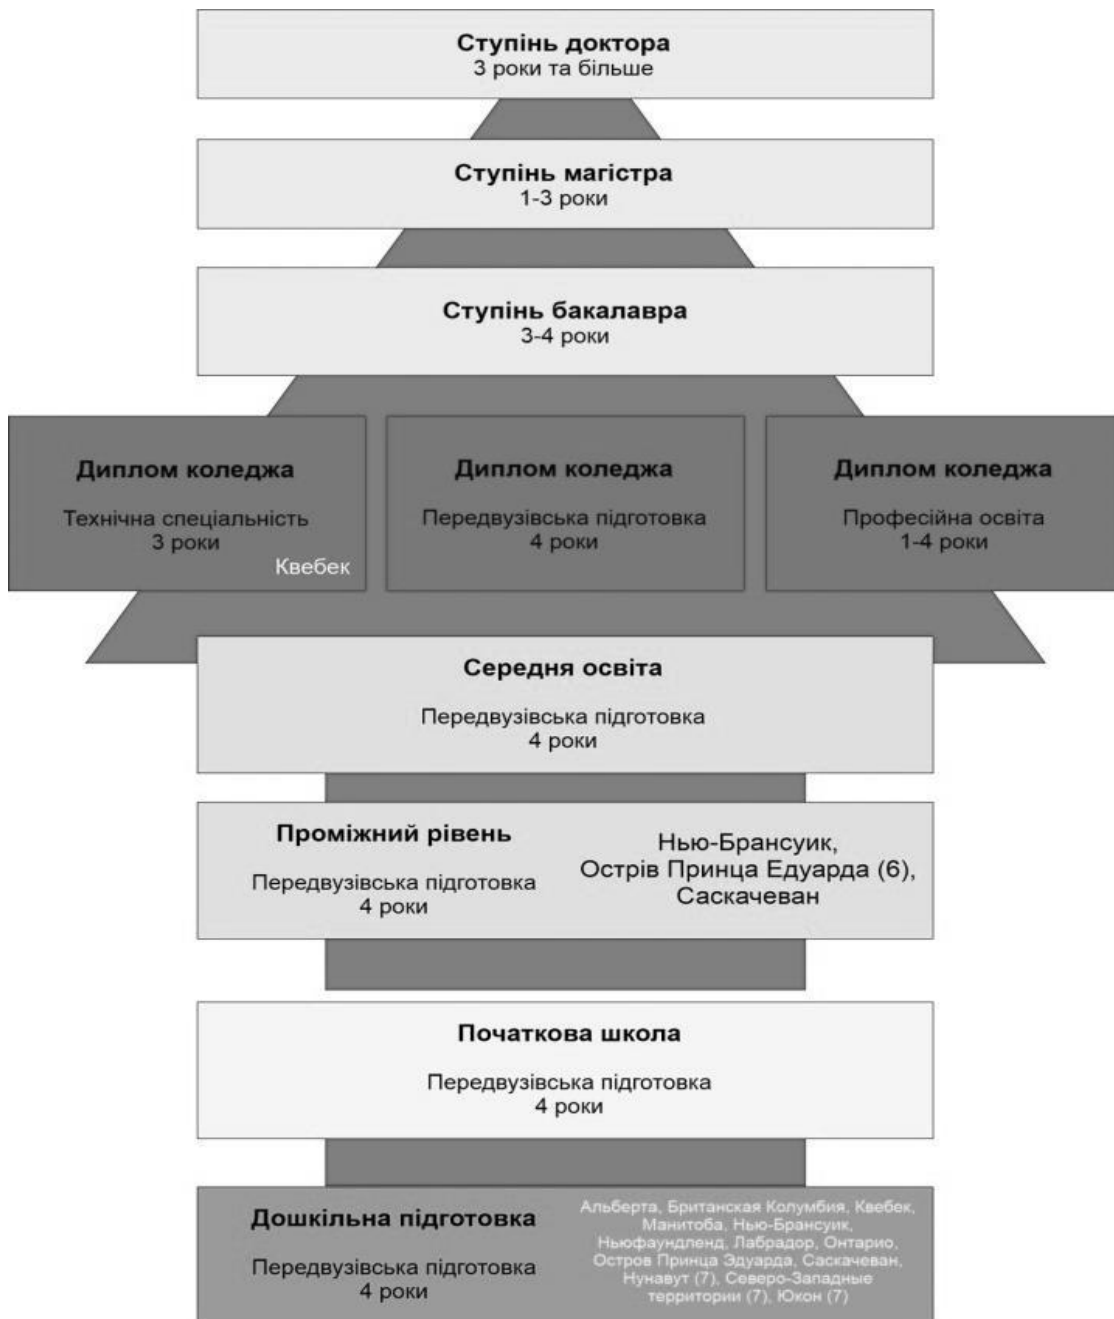 Ступінь доктора
3 роки та більше
Ступінь магістра
1-3 роки
Ступінь бакалавра
3-4 роки
Диплом коледжа
Технічна спеціальність
3 роки
Квебек
Диплом коледжа
Передвузівська підготовка
4 роки
Диплом коледжа
Професійна освіта
1-4 роки
Середня освіта
Передвузівська підготовка
4 роки
Проміжний рівень
Передвузівська підготовка
4 роки
Нью-Брансуик,
Острів Принца Едуарда (6),
Саскачеван
Початкова школа
Передвузівська підготовка
4 роки
Дошкільна підготовка
Передвузівська підготовка
4 роки
Альберта, Британская Колумбия, Квебек,
Манитоба, Нью-Брансуик,
Ньюфаундленд, Лабрадор, Онтарио,
Остров Принца Эдуарда, Саскачеван,
Нунавут (7), Северо-Западные
территории (7), Юкон (7)